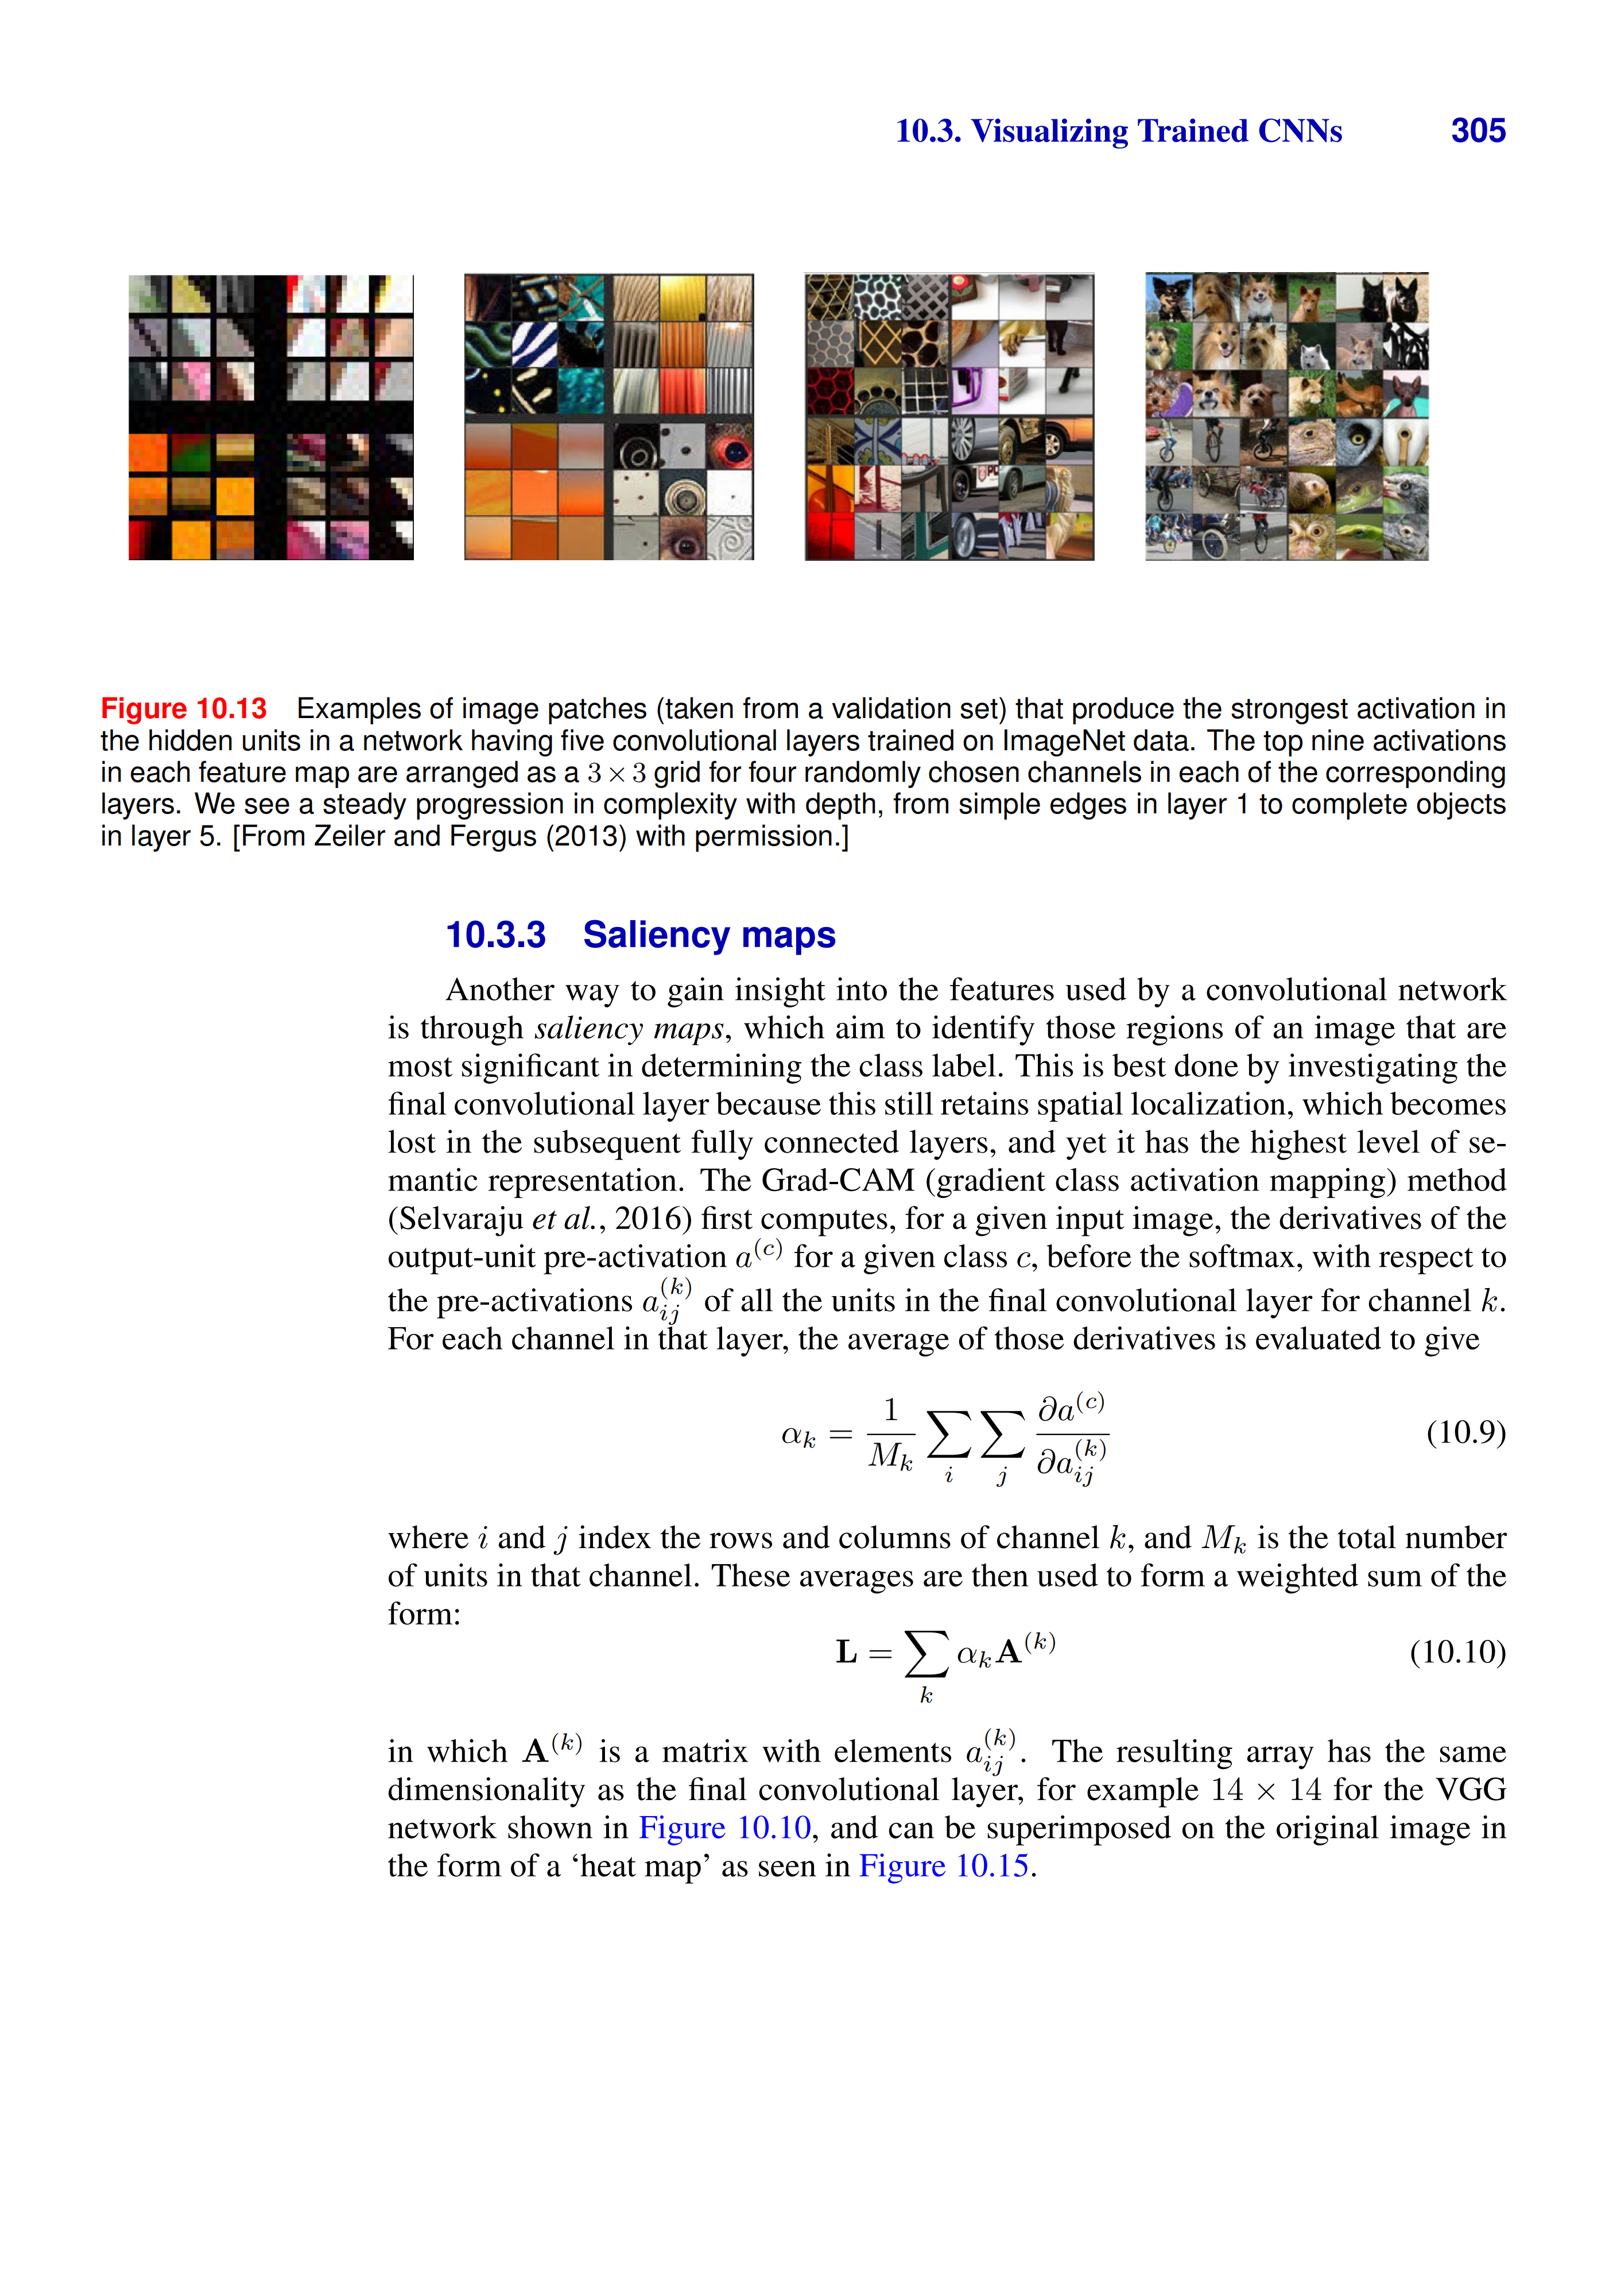 10.3. Visualizing Trained CNNs 305
Figure 10.13 Examples of image patches (taken from a validation set) that produce the strongest activation in
the hidden units in a network having five convolutional layers trained on ImageNet data. The top nine activations
in each feature map are arranged as a 3 × 3 grid for four randomly chosen channels in each of the corresponding
layers. We see a steady progression in complexity with depth, from simple edges in layer 1 to complete objects
in layer 5. [From Zeiler and Fergus (2013) with permission.]
10.3.3 Saliency maps
Another way to gain insight into the features used by a convolutional network
is through saliency maps, which aim to identify those regions of an image that are
most significant in determining the class label. This is best done by investigating the
final convolutional layer because this still retains spatial localization, which becomes
lost in the subsequent fully connected layers, and yet it has the highest level of se-
mantic representation. The Grad-CAM (gradient class activation mapping) method
(Selvaraju et al., 2016) first computes, for a given input image, the derivatives of the
output-unit pre-activation a^{(c)} for a given class c, before the softmax, with respect to
the pre-activations a_{ij}^{(k)} of all the units in the final convolutional layer for channel k.
For each channel in that layer, the average of those derivatives is evaluated to give
α_k = \frac{1}{M_k} ∑_i ∑_j \frac{∂a^{(c)}}{∂a_{ij}^{(k)}} (10.9)
where i and j index the rows and columns of channel k, and M_k is the total number
of units in that channel. These averages are then used to form a weighted sum of the
form:
L = ∑_k α_k A^{(k)} (10.10)
in which A^{(k)} is a matrix with elements a_{ij}^{(k)}. The resulting array has the same
dimensionality as the final convolutional layer, for example 14 × 14 for the VGG
network shown in Figure 10.10, and can be superimposed on the original image in
the form of a ‘heat map’ as seen in Figure 10.15.